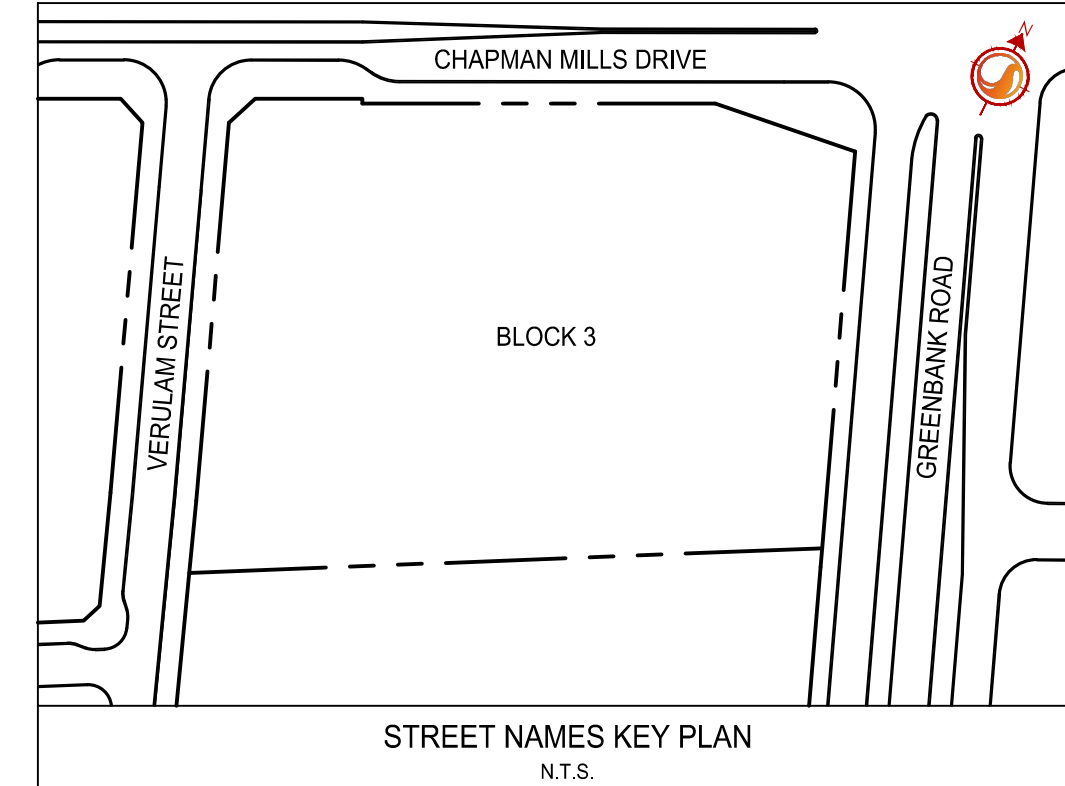 N
CHAPMAN MILLS DRIVE
VERULAM STREET
BLOCK 3
GREENBANK ROAD
STREET NAMES KEY PLAN
N.T.S.